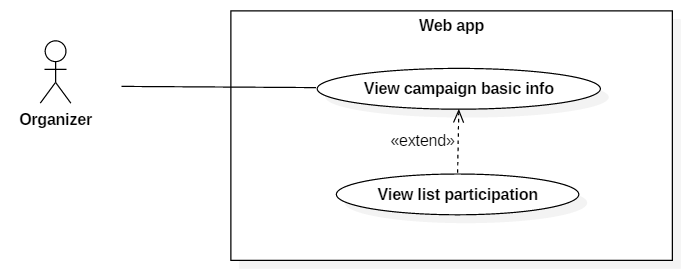 Web app
View campaign basic info
Organizer
«extend»
View list participation